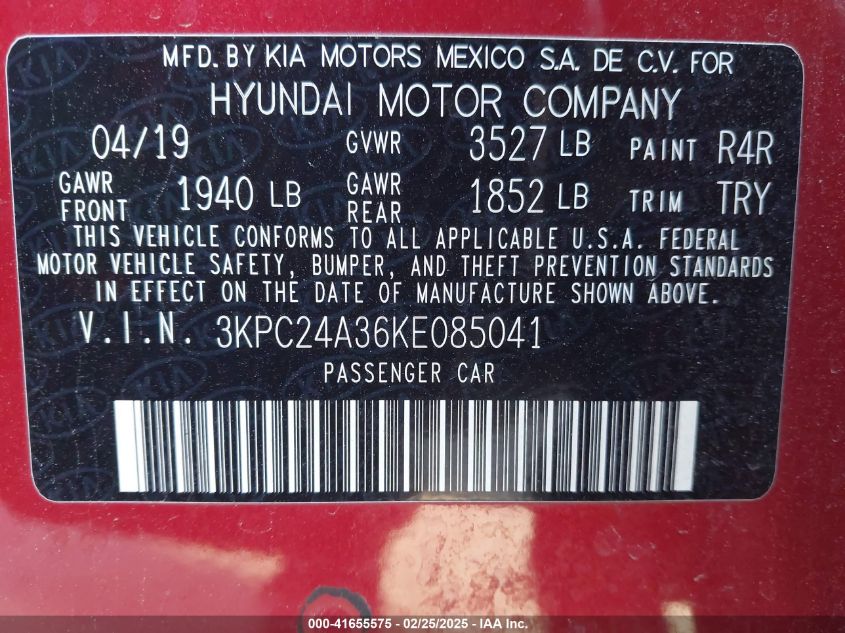 MFD. BY KIA MOTORS MEXICO S.A. DE C.V. FOR
HYUNDAI MOTOR COMPANY
04/19 GVWR 3527 LB PAINT R4R
GAWR FRONT 1940 LB GAWR REAR 1852 LB TRIM TRY
THIS VEHICLE CONFORMS TO ALL APPLICABLE U.S.A. FEDERAL
MOTOR VEHICLE SAFETY, BUMPER, AND THEFT PREVENTION STANDARDS
IN EFFECT ON THE DATE OF MANUFACTURE SHOWN ABOVE.
V.I.N. 3KPC24A36KE085041
PASSENGER CAR
000-41655575 - 02/25/2025 - IAA Inc.